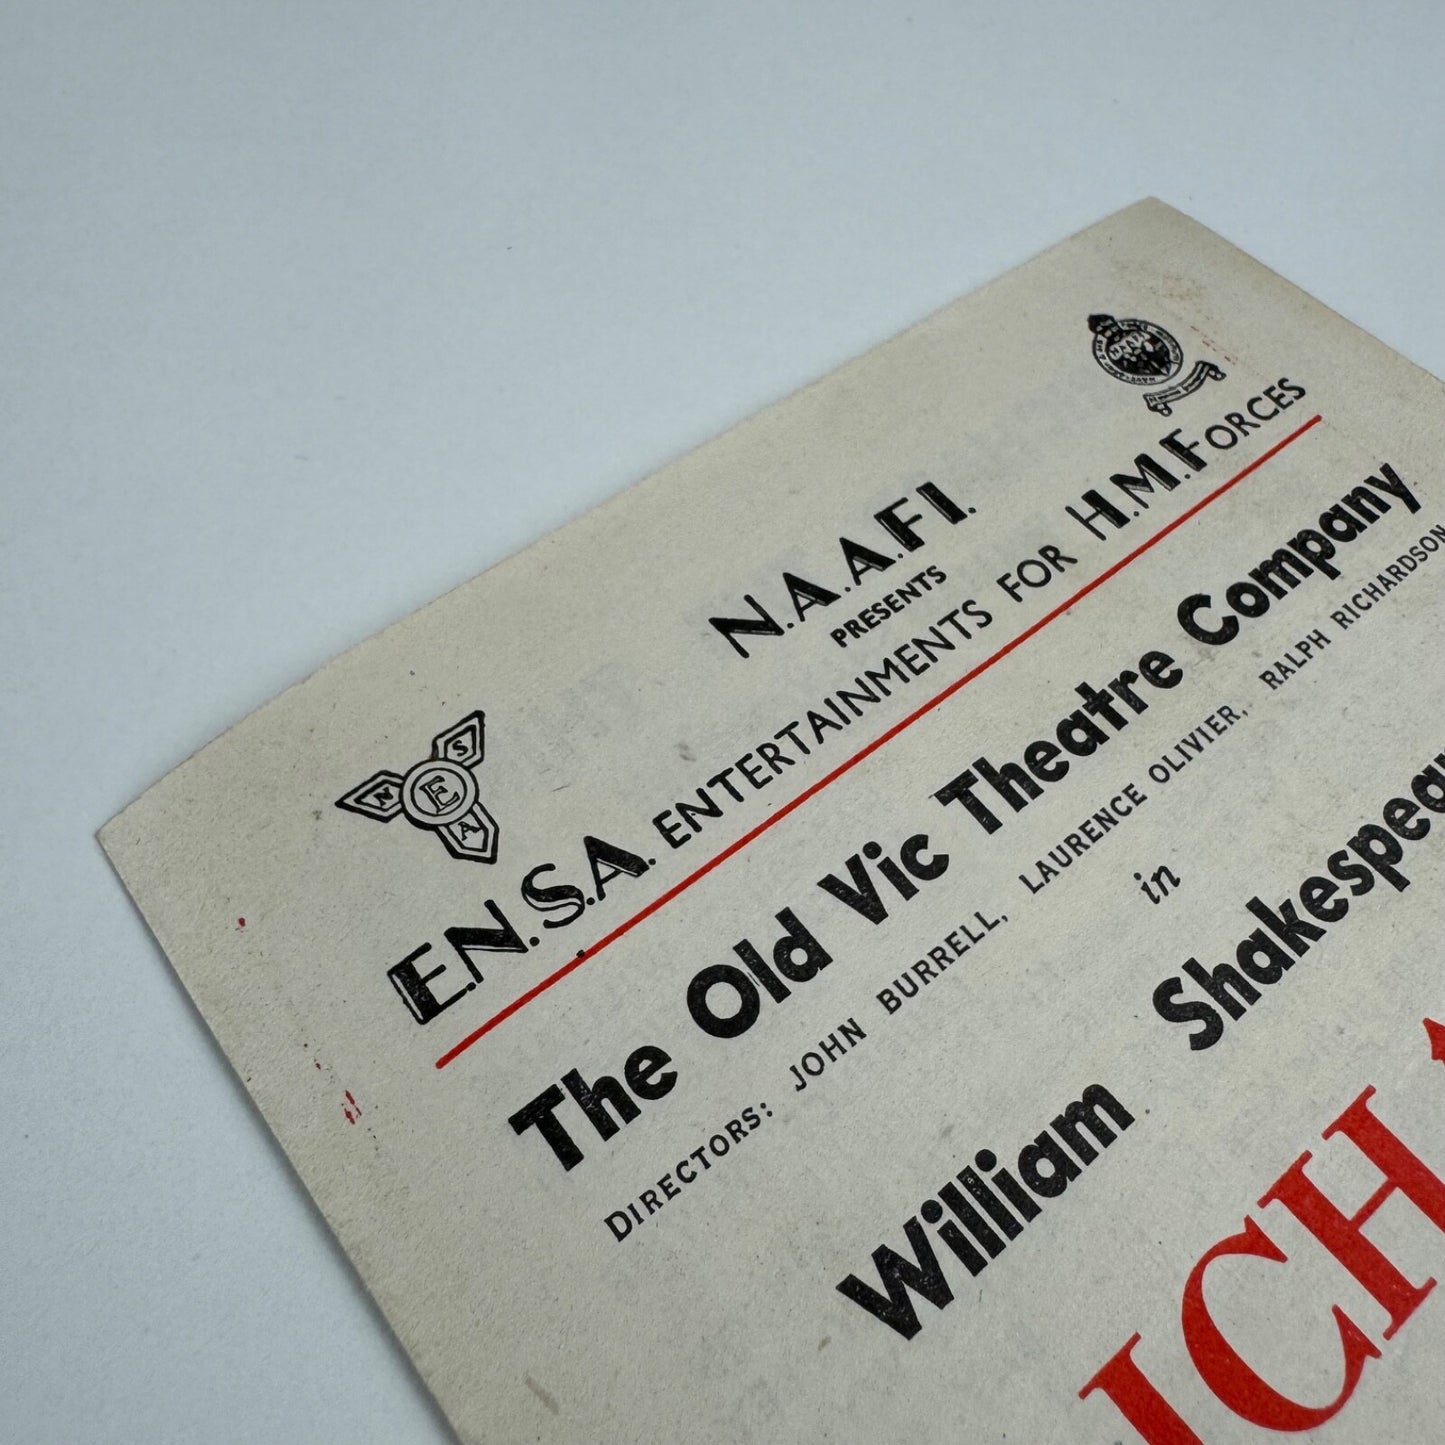 N.A.A.F.I.
PRESENTS
E.N.S.A. ENTERTAINMENTS FOR H.M. FORCES
N S
E
A
The Old Vic Theatre Company
DIRECTORS: JOHN BURRELL, LAURENCE OLIVIER, RALPH RICHARDSON
in
William Shakespear
ICH